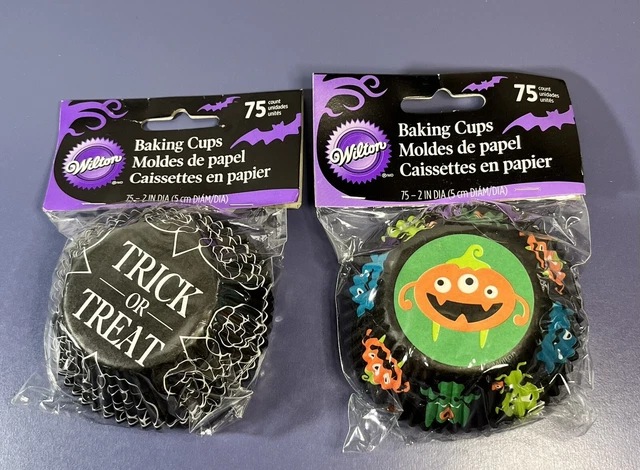 75 count
unidades
unités
Wilton
Baking Cups
Moldes de papel
Caissettes en papier
75 – 2 IN DIA (5 cm DIÁM/DIA)
TRICK
OR
TREAT
75 count
unidades
unités
Wilton
Baking Cups
Moldes de papel
Caissettes en papier
75 – 2 IN DIA (5 cm DIÁM/DIA)